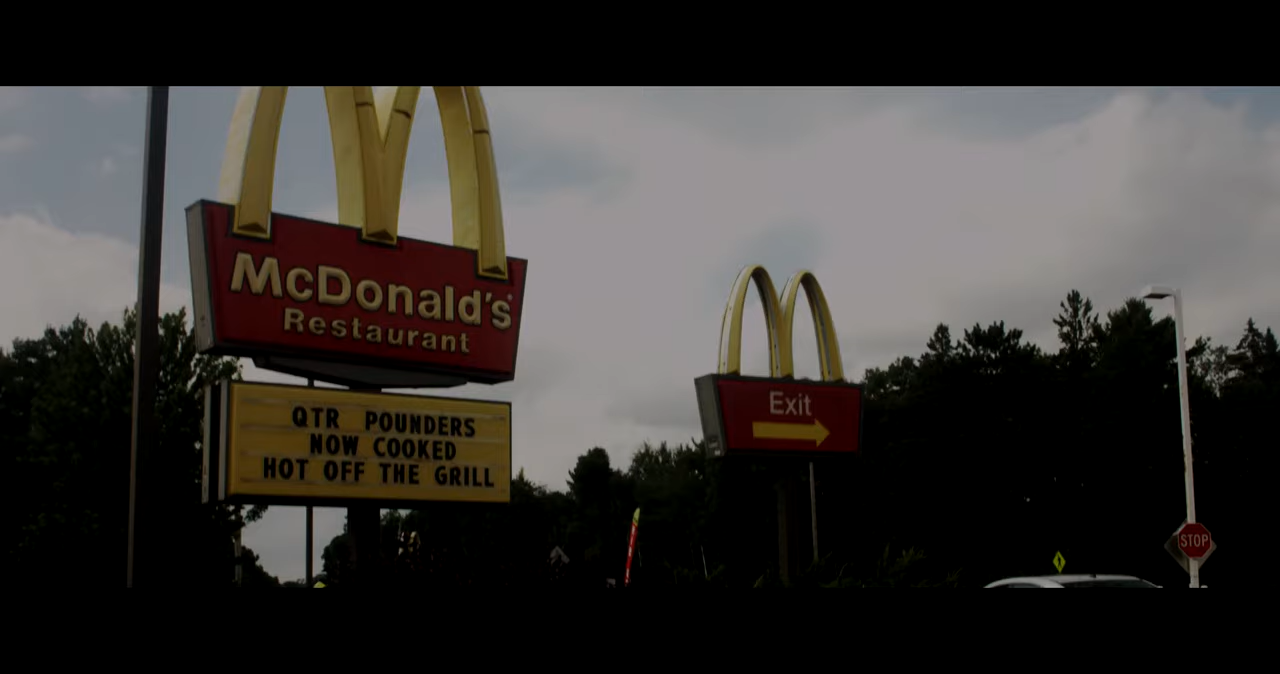 McDonald's
Restaurant
QTR POUNDERS
NOW COOKED
HOT OFF THE GRILL
Exit
STOP